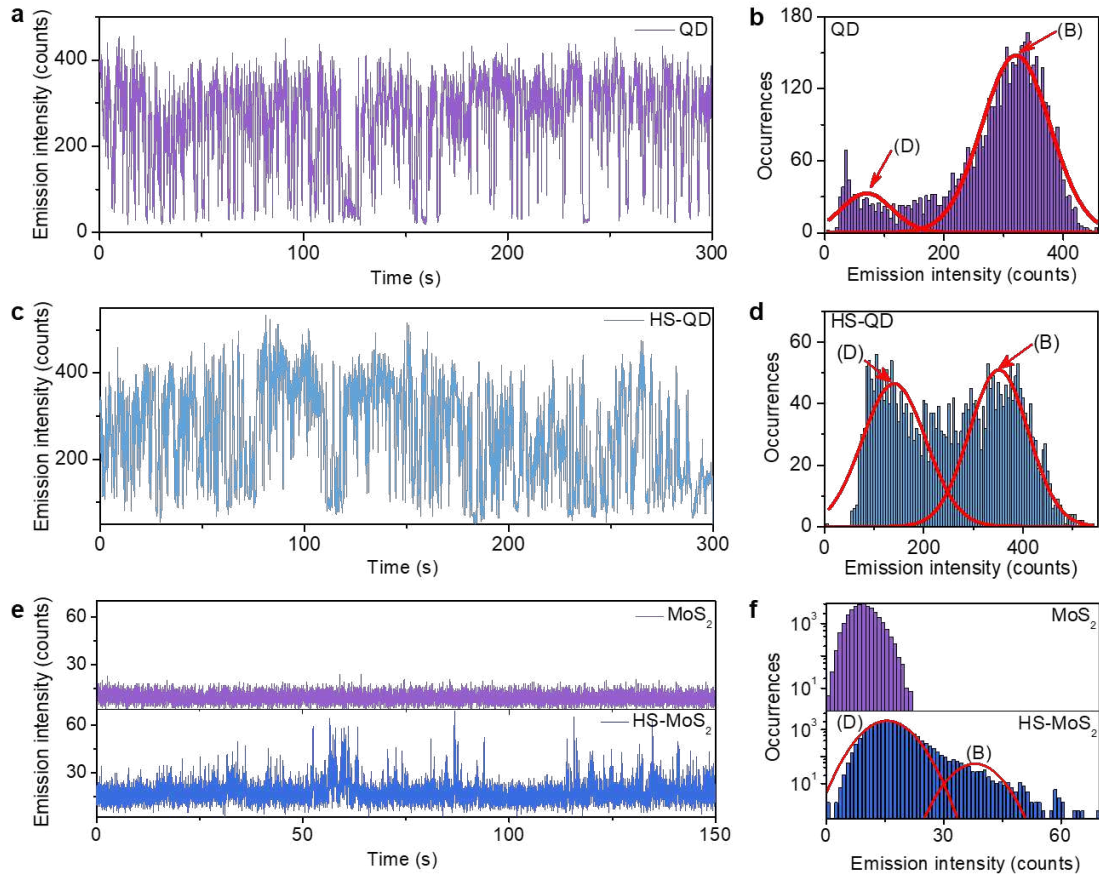 a
Emission intensity (counts)
400
200
0
QD
0
100
200
300
Time (s)
b
Occurrences
180
120
60
0
QD
(B)
(D)
0
200
400
Emission intensity (counts)
c
Emission intensity (counts)
400
200
HS-QD
0
100
200
300
Time (s)
d
Occurrences
60
40
20
0
HS-QD
(D)
(B)
0
200
400
Emission intensity (counts)
e
Emission intensity (counts)
60
30
MoS₂
60
30
HS-MoS₂
0
50
100
150
Time (s)
f
Occurrences
10³
10¹
MoS₂
10³
10¹
(D)
HS-MoS₂
(B)
0
30
60
Emission intensity (counts)